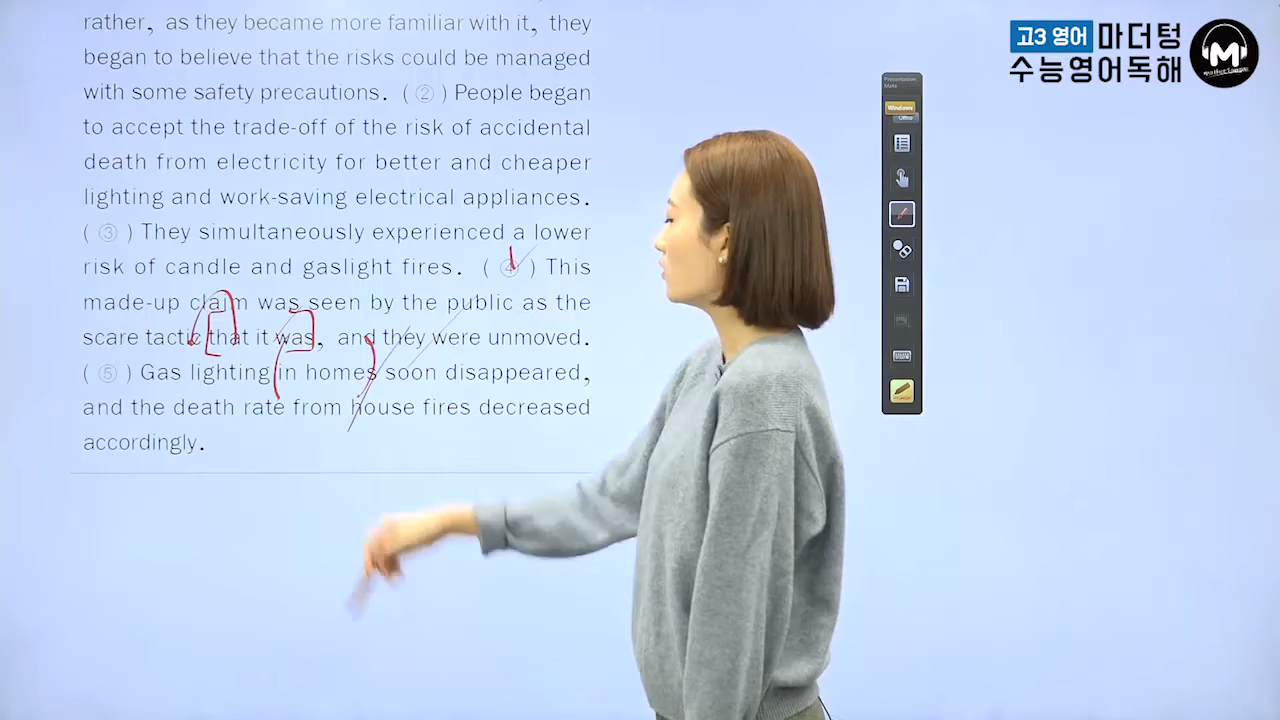 rather, as they became more familiar with it, they
began to believe that the risks could be managed
with some safety precautions. ( ② ) People began
to accept the trade-off of the risk of accidental
death from electricity for better and cheaper
lighting and work-saving electrical appliances.
( ③ ) They simultaneously experienced a lower
risk of candle and gaslight fires. ( ④ ) This
made-up claim was seen by the public as the
scare tactic that it was, and they were unmoved.
( ⑤ ) Gas lighting in homes soon disappeared,
and the death rate from house fires decreased
accordingly.
고3 영어 마더텅
수능영어독해
M
Presentation
Mate
Windows
Office